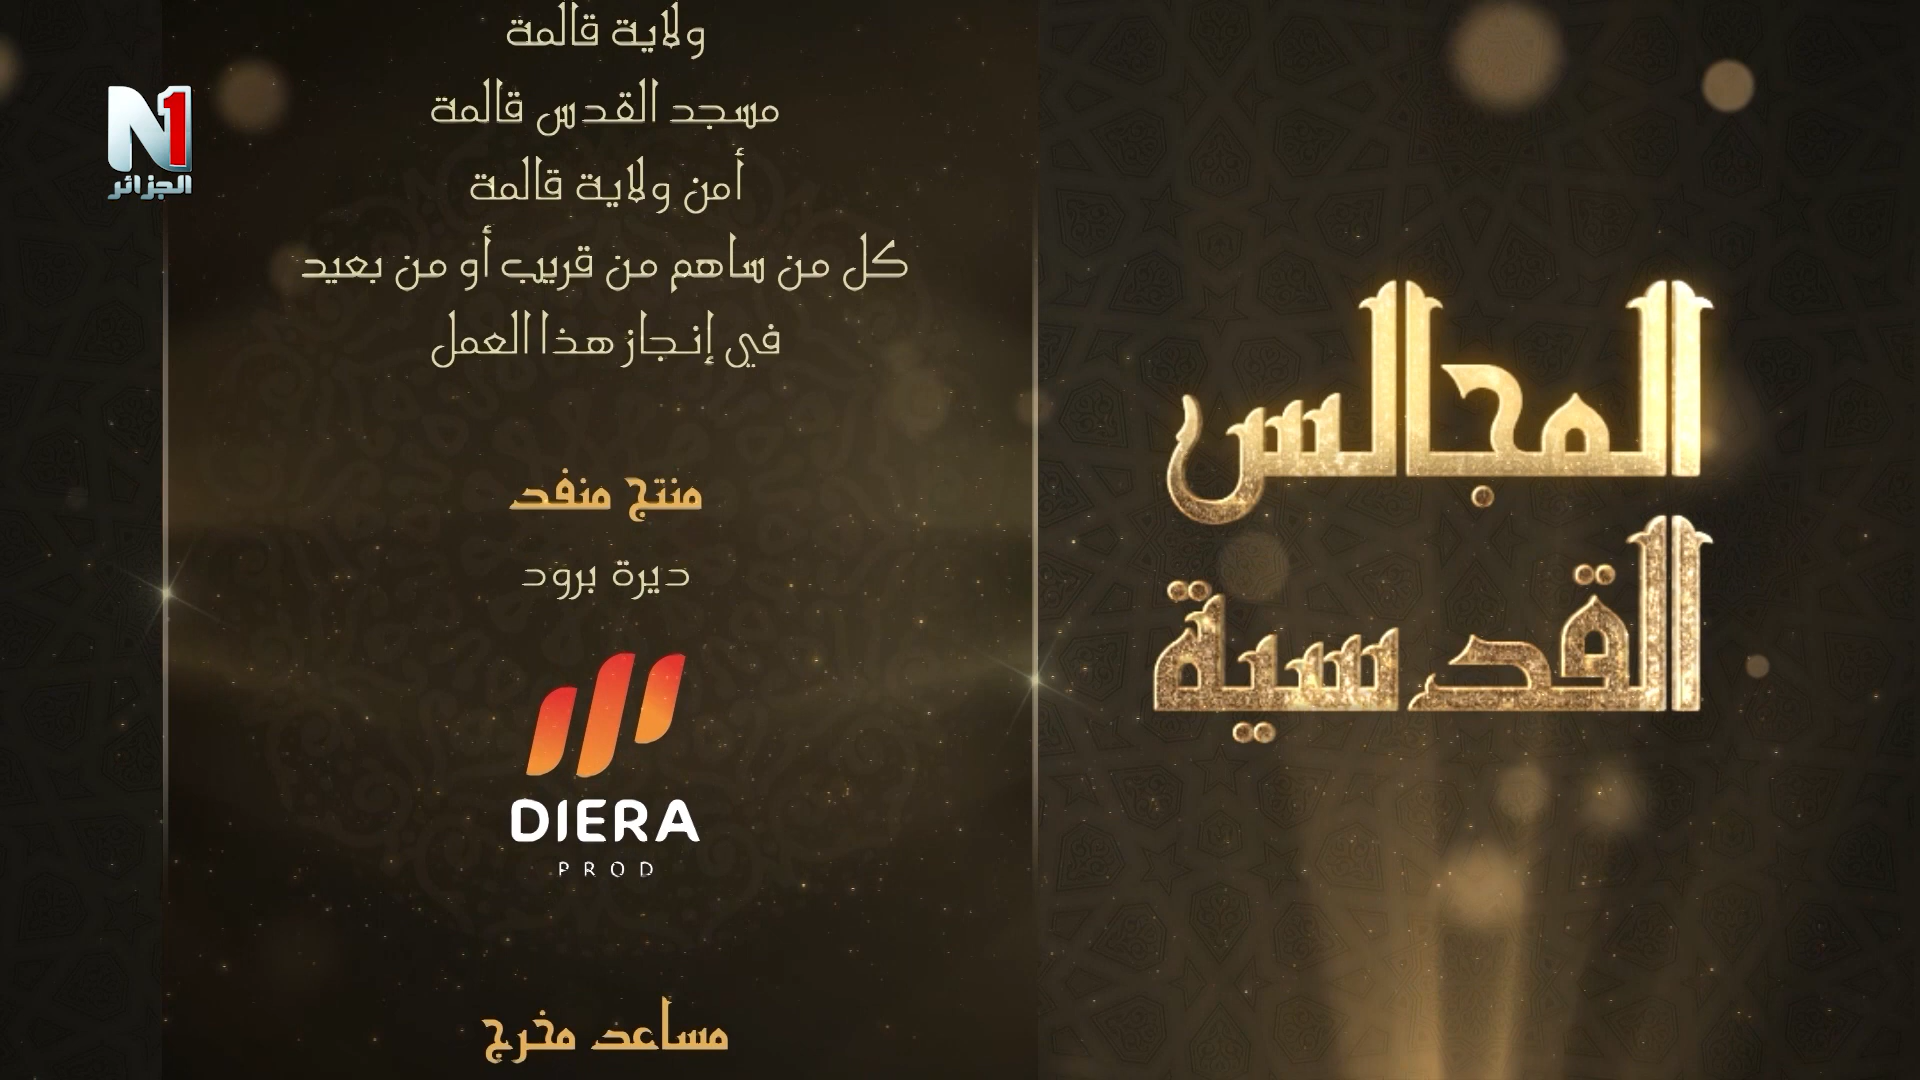 N1
الجزائر
ولاية قالمة
مسجد القدس قالمة
أمن ولاية قالمة
كل من ساهم من قريب أو من بعيد
في إنجاز هذا العمل
منتج منفد
ديرة برود
DIERA
PROD
مساعد مخرج
المجالس
القدسية